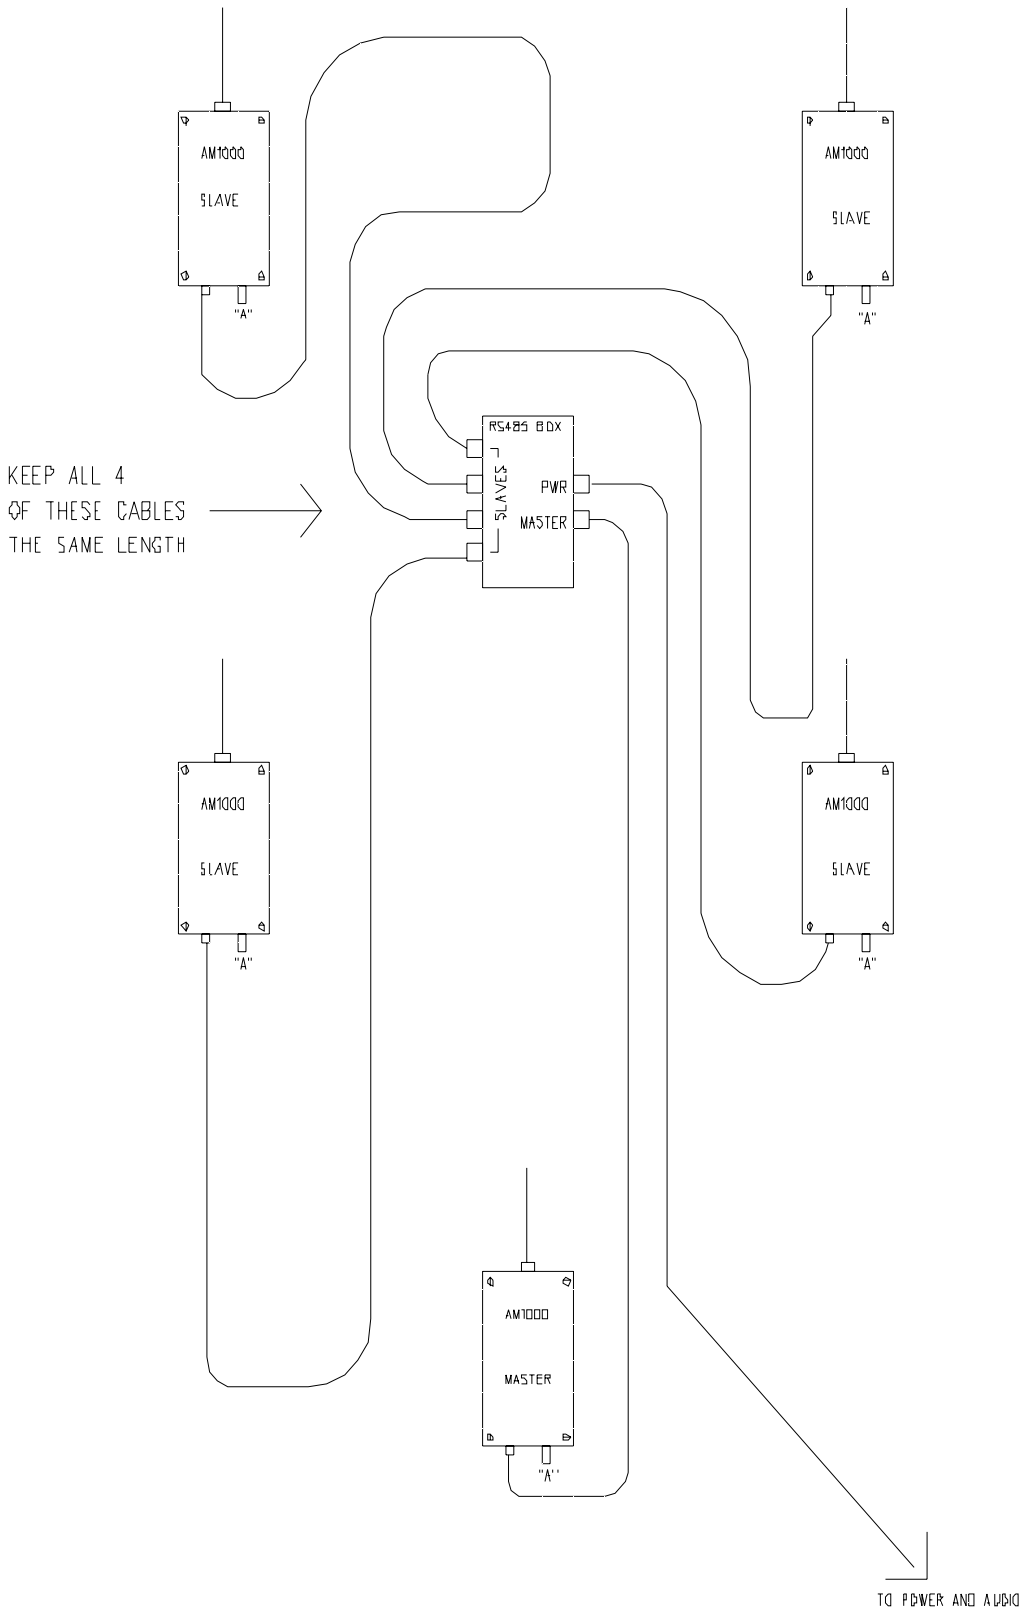 AM1000
SLAVE
"A"
AM1000
SLAVE
"A"
RS485 BOX
SLAVES
PWR
MASTER
KEEP ALL 4
OF THESE CABLES
THE SAME LENGTH
AM1000
SLAVE
"A"
AM1000
SLAVE
"A"
AM1000
MASTER
"A"
TO POWER AND AUDIO